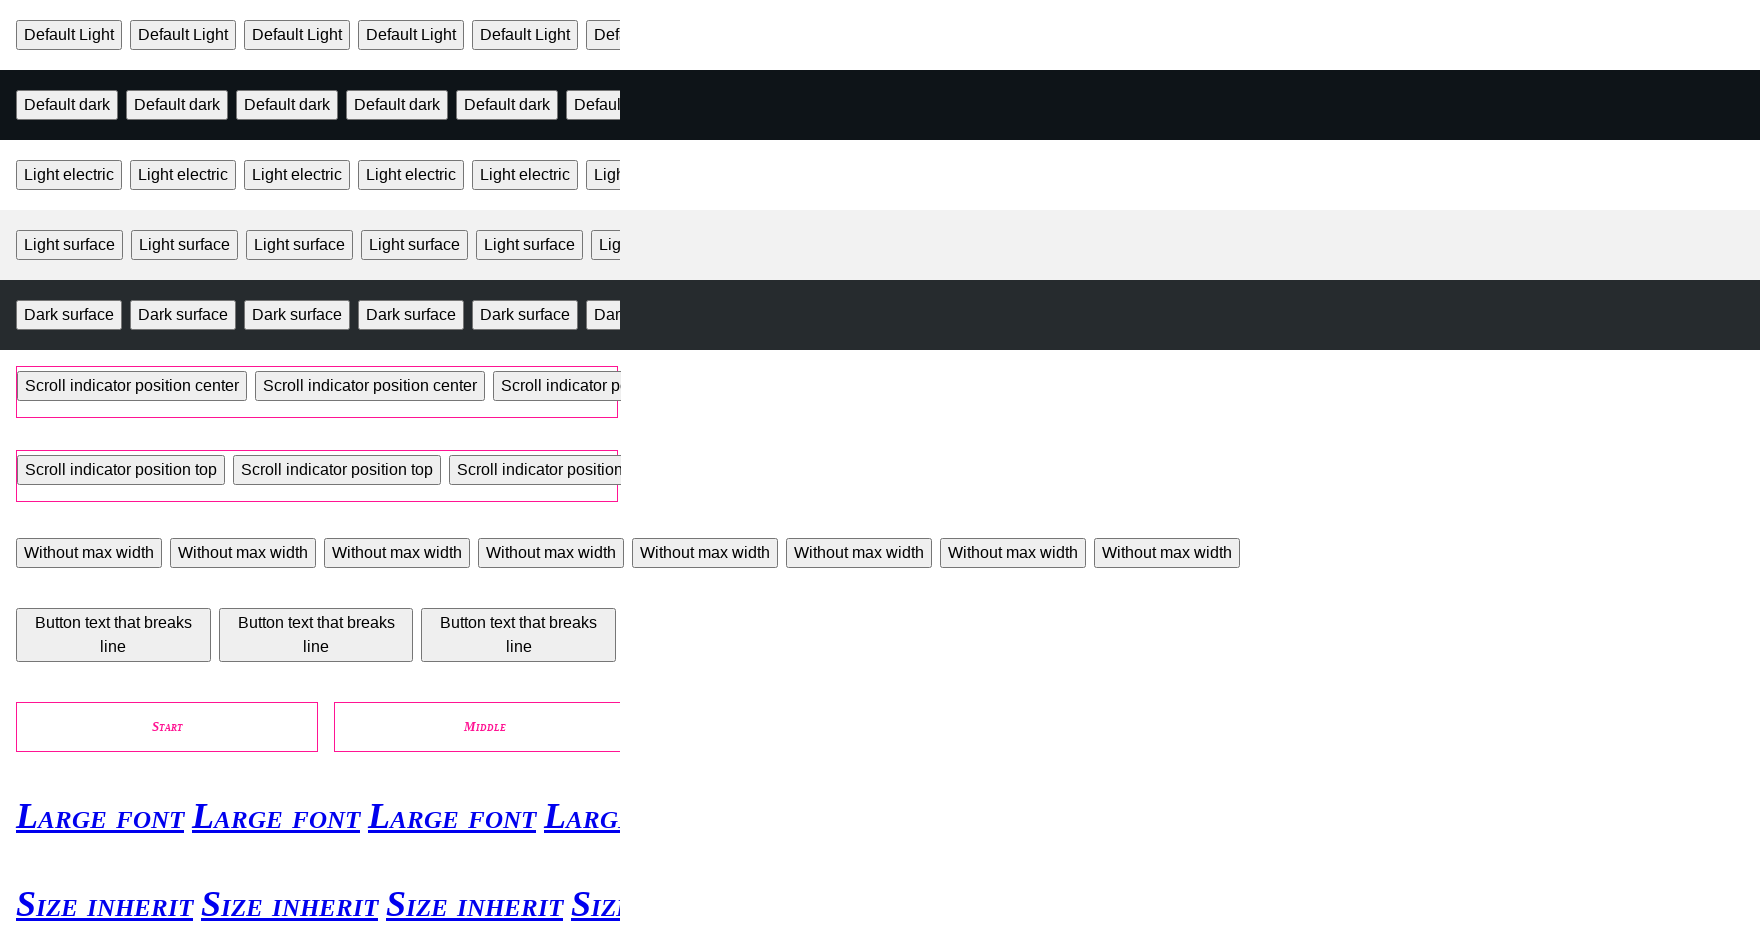 Default Light Default Light Default Light Default Light Default Light Defa
Default dark Default dark Default dark Default dark Default dark Defaul
Light electric Light electric Light electric Light electric Light electric Ligh
Light surface Light surface Light surface Light surface Light surface Lig
Dark surface Dark surface Dark surface Dark surface Dark surface Dar
Scroll indicator position center Scroll indicator position center Scroll indicator po
Scroll indicator position top Scroll indicator position top Scroll indicator position
Without max width Without max width Without max width Without max width Without max width Without max width Without max width Without max width
Button text that breaks Button text that breaks Button text that breaks
line line line
Start Middle
Large font Large font Large font Larg
Size inherit Size inherit Size inherit Siz